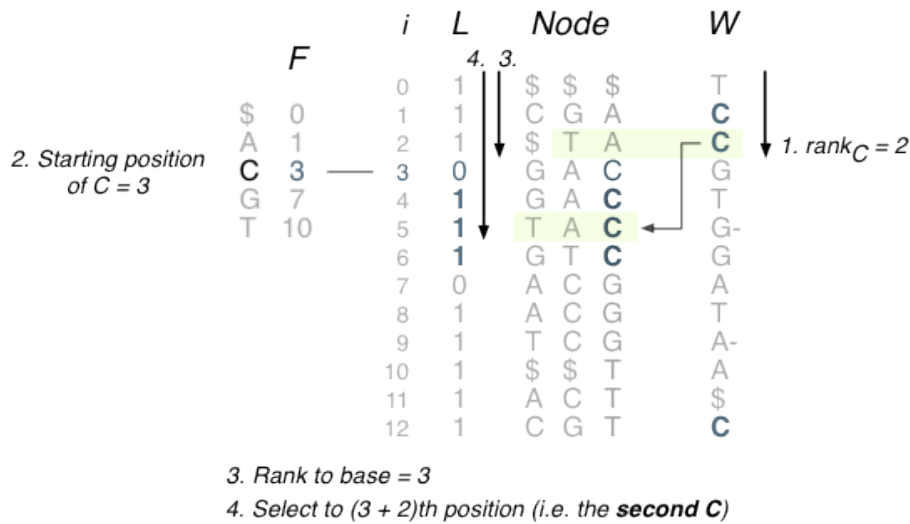 i L Node W
F 4. 3.
0 1 $ $ $ T
$ 0 1 1 C G A C
A 1 2 1 $ T A C 1. rankC = 2
2. Starting position of C = 3 C 3 3 0 G A C G
G 7 4 1 G A C T
T 10 5 1 T A C G-
6 1 G T C G
7 0 A C G A
8 1 A C G T
9 1 T C G A-
10 1 $ $ T A
11 1 A C T $
12 1 C G T C
3. Rank to base = 3
4. Select to (3 + 2)th position (i.e. the second C)